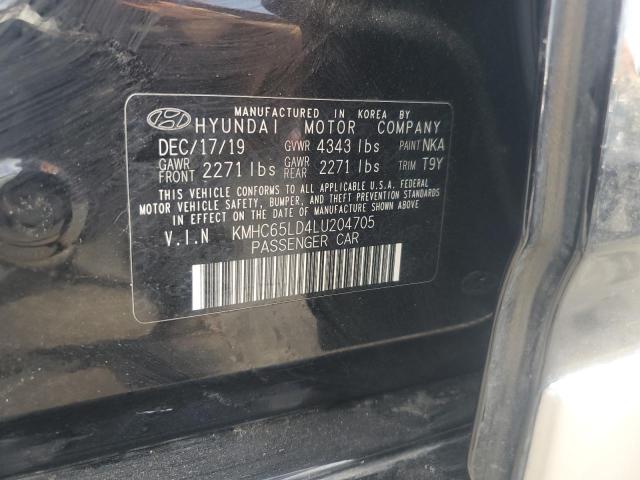 MANUFACTURED IN KOREA BY
HYUNDAI MOTOR COMPANY
DEC/17/19 GVWR 4343 lbs PAINT NKA
GAWR FRONT 2271 lbs GAWR REAR 2271 lbs TRIM T9Y
THIS VEHICLE CONFORMS TO ALL APPLICABLE U.S.A. FEDERAL
MOTOR VEHICLE SAFETY, BUMPER, AND THEFT PREVENTION STANDARDS
IN EFFECT ON THE DATE OF MANUFACTURE SHOWN ABOVE.
V.I.N KMHC65LD4LU204705
PASSENGER CAR